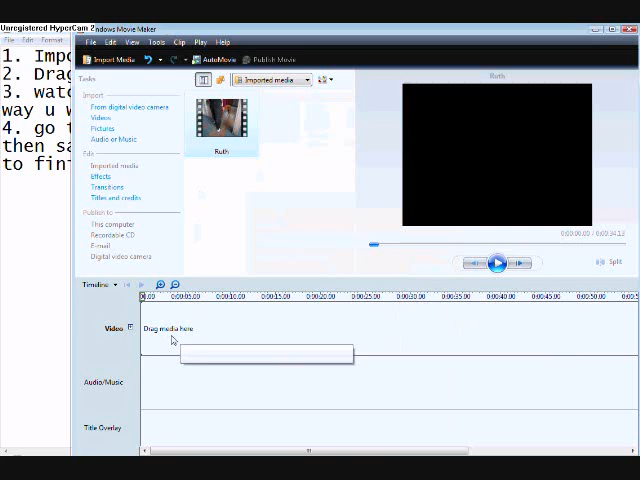 Unregistered HyperCam 2
Windows Movie Maker
File Edit Format
File Edit View Tools Clip Play Help
Import Media AutoMovie Publish Movie
1. Impo
2. Drag
3. watc
way u w
4. go t
then sa
to fini
Tasks
Import
From digital video camera
Videos
Pictures
Audio or Music
Edit
Imported media
Effects
Transitions
Titles and credits
Publish to
This computer
Recordable CD
E-mail
Digital video camera
Imported media
Ruth
Ruth
0:00:00.00 / 0:00:34.13
Split
Timeline
00.00 0:00:05.00 0:00:10.00 0:00:15.00 0:00:20.00 0:00:25.00 0:00:30.00 0:00:35.00 0:00:40.00 0:00:45.00 0:00:50.00 0:00:5
Video
Drag media here
Audio/Music
Title Overlay